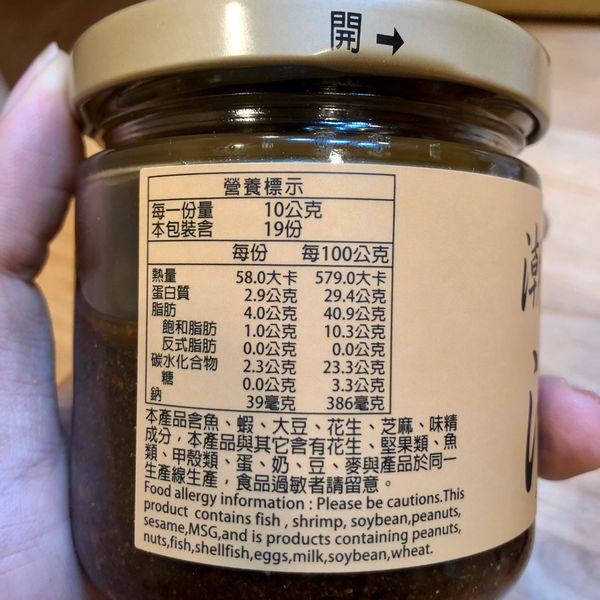 開 →
營養標示
每一份量 10公克
本包裝含 19份
每份 每100公克
熱量 58.0大卡 579.0大卡
蛋白質 2.9公克 29.4公克
脂肪 4.0公克 40.9公克
飽和脂肪 1.0公克 10.3公克
反式脂肪 0.0公克 0.0公克
碳水化合物 2.3公克 23.3公克
糖 0.0公克 3.3公克
鈉 39毫克 386毫克
本產品含魚、蝦、大豆、花生、芝麻、味精
成分，本產品與其它含有花生、堅果類、魚
類、甲殼類、蛋、奶、豆、麥與產品於同一
生產線生產，食品過敏者請留意。
Food allergy information : Please be cautions.This
product contains fish , shrimp, soybean,peanuts,
sesame,MSG,and is products containing peanuts,
nuts,fish,shellfish,eggs,milk,soybean,wheat.